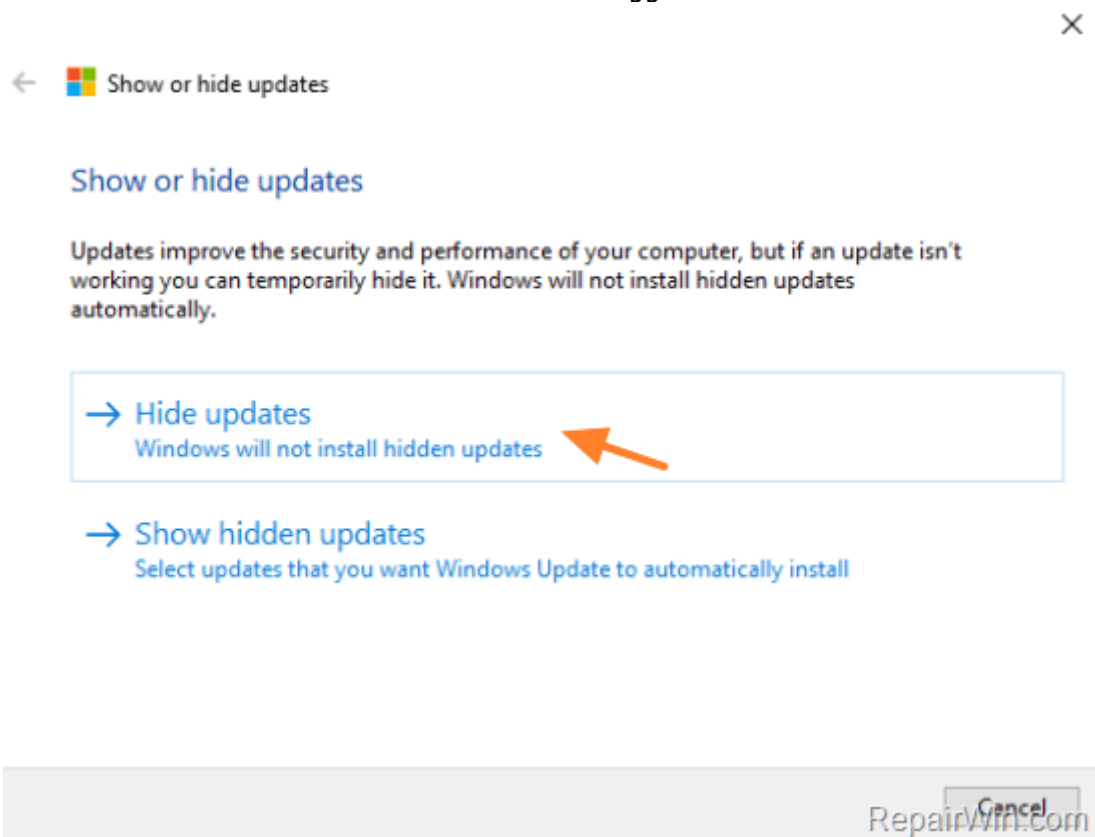 Show or hide updates
Show or hide updates
Updates improve the security and performance of your computer, but if an update isn't
working you can temporarily hide it. Windows will not install hidden updates
automatically.
Hide updates
Windows will not install hidden updates
Show hidden updates
Select updates that you want Windows Update to automatically install
Cancel
RepairWin.com